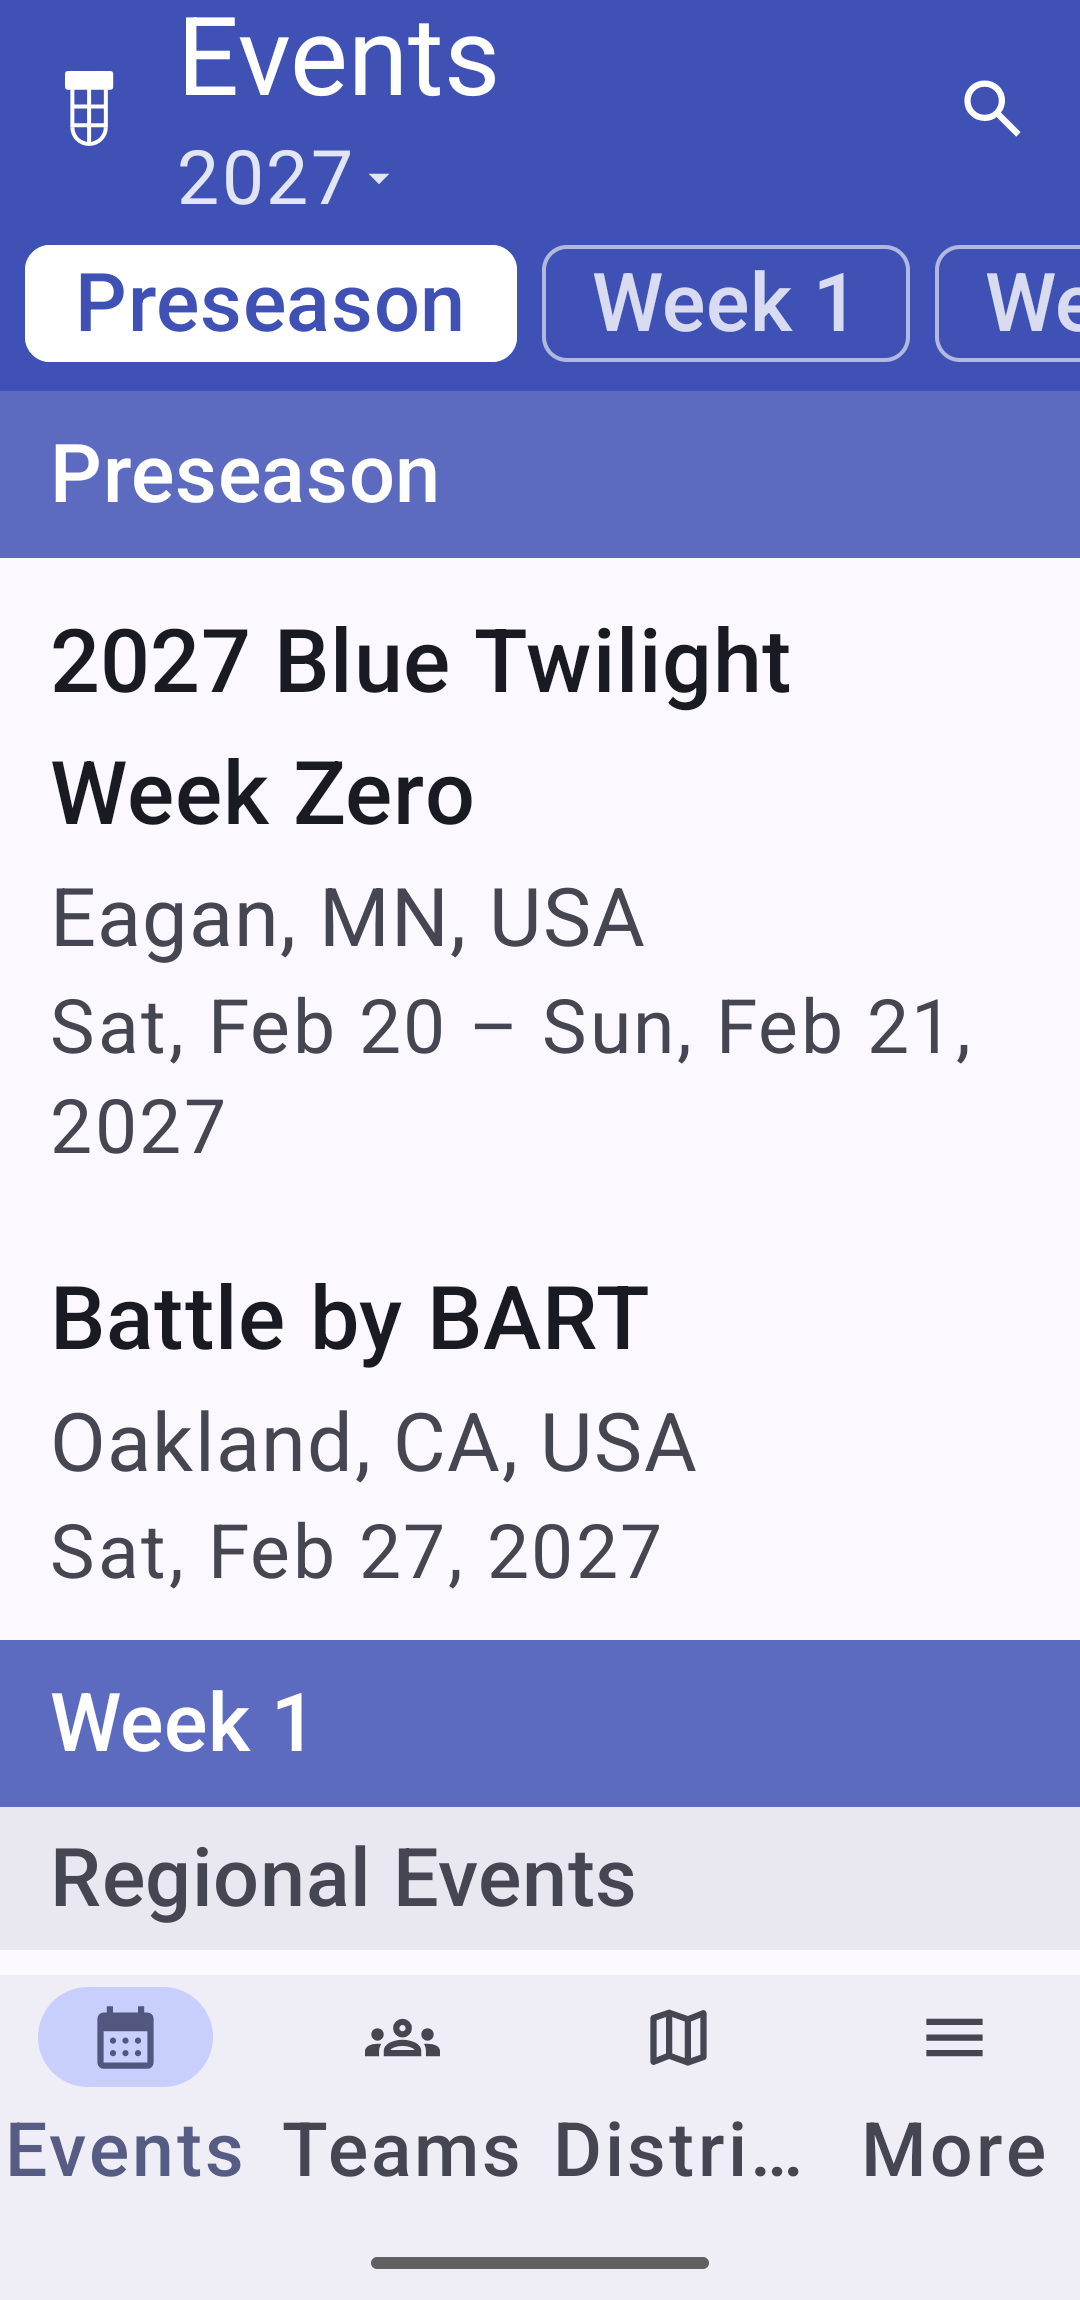 Events
2027
Preseason
Week 1
We
Preseason
2027 Blue Twilight
Week Zero
Eagan, MN, USA
Sat, Feb 20 – Sun, Feb 21,
2027
Battle by BART
Oakland, CA, USA
Sat, Feb 27, 2027
Week 1
Regional Events
Events
Teams
Distri...
More